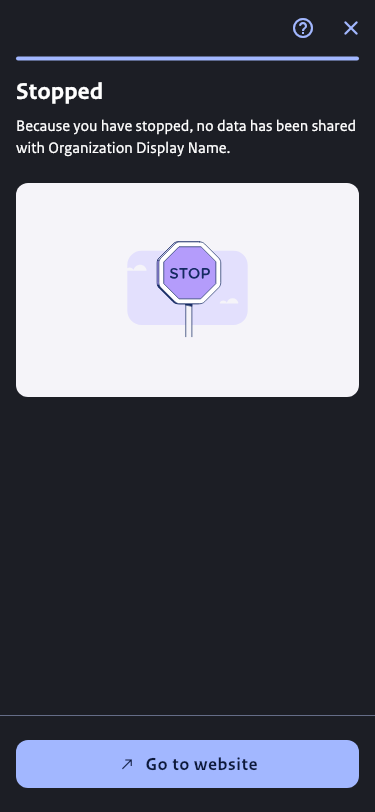 Stopped
Because you have stopped, no data has been shared
with Organization Display Name.
STOP
Go to website